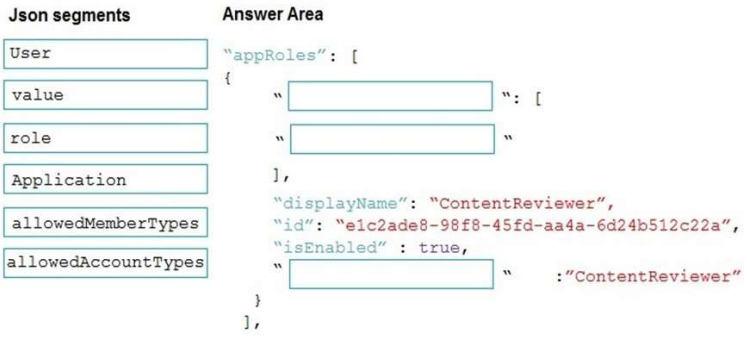 Json segments
User
value
role
Application
allowedMemberTypes
allowedAccountTypes
Answer Area
"appRoles": [
{
" ": [
" "
],
"displayName": "ContentReviewer",
"id": "e1c2ade8-98f8-45fd-aa4a-6d24b512c22a",
"isEnabled" : true,
" " :"ContentReviewer"
}
],